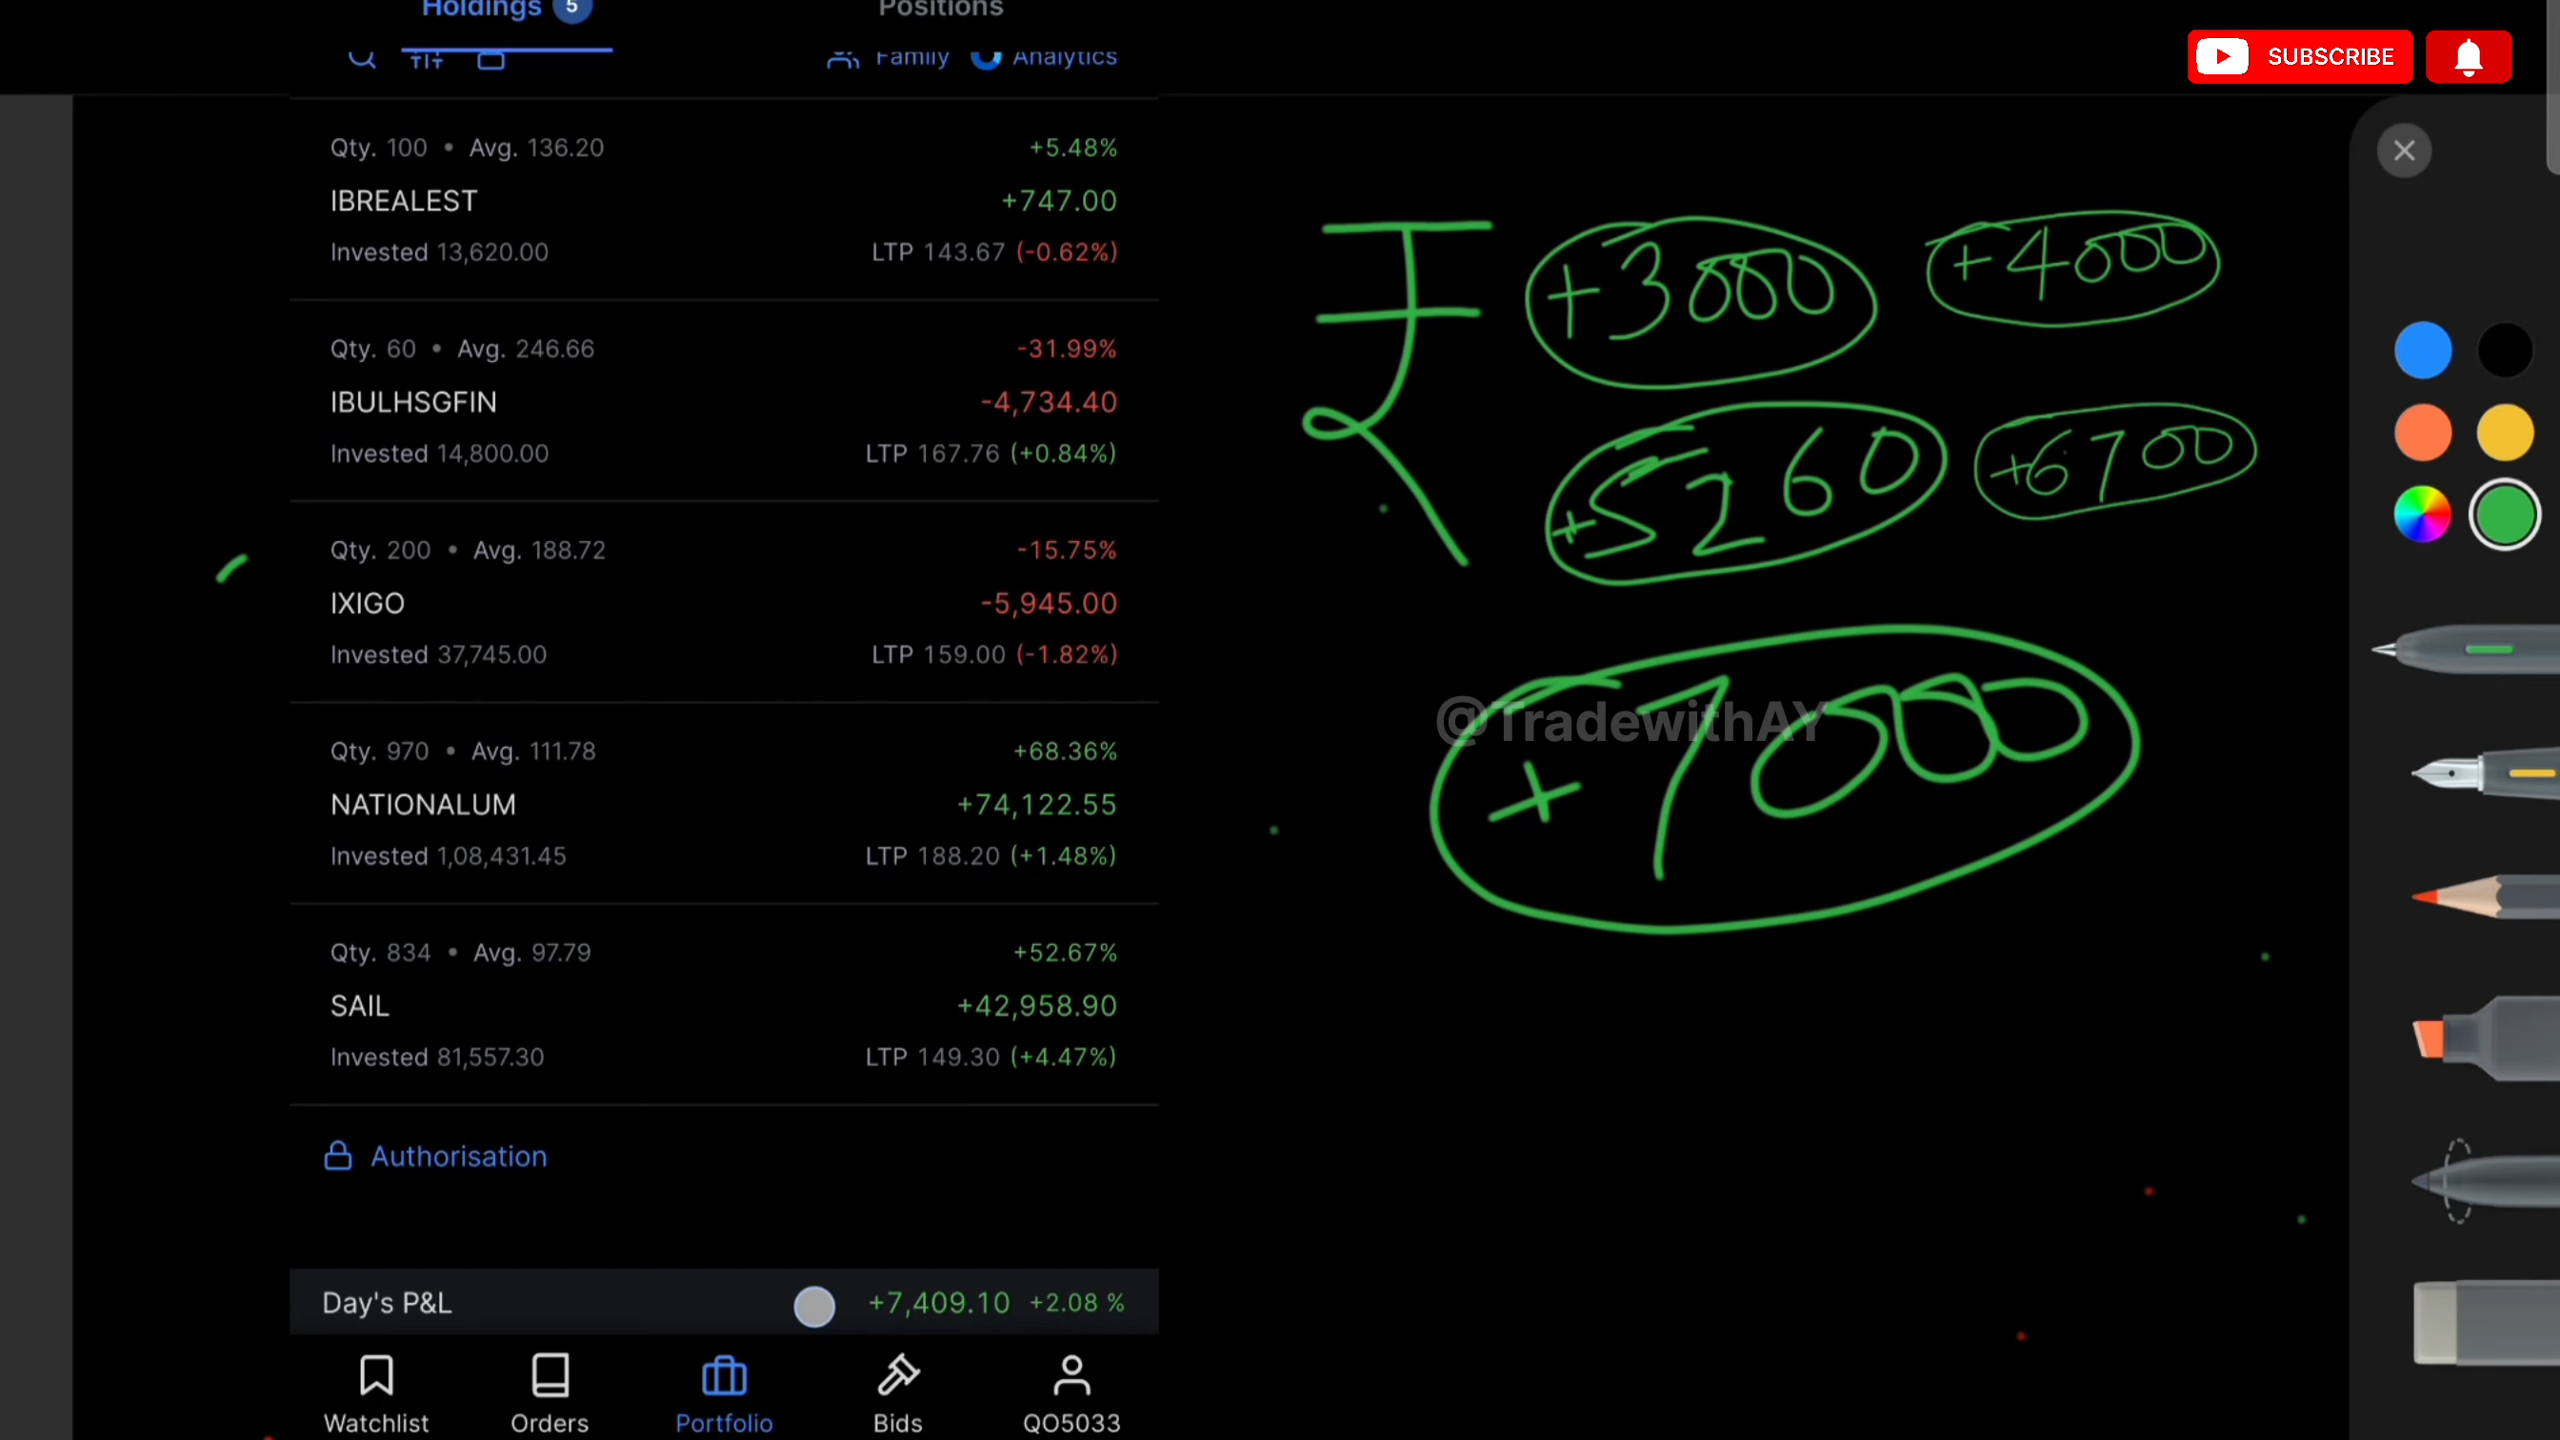 Holdings 5 Positions
Family Analytics
SUBSCRIBE
Qty. 100 • Avg. 136.20 +5.48%
IBREALEST +747.00
Invested 13,620.00 LTP 143.67 (-0.62%)
Qty. 60 • Avg. 246.66 -31.99%
IBULHSGFIN -4,734.40
Invested 14,800.00 LTP 167.76 (+0.84%)
Qty. 200 • Avg. 188.72 -15.75%
IXIGO -5,945.00
Invested 37,745.00 LTP 159.00 (-1.82%)
Qty. 970 • Avg. 111.78 +68.36%
NATIONALUM +74,122.55
Invested 1,08,431.45 LTP 188.20 (+1.48%)
Qty. 834 • Avg. 97.79 +52.67%
SAIL +42,958.90
Invested 81,557.30 LTP 149.30 (+4.47%)
Authorisation
Day's P&L +7,409.10 +2.08 %
Watchlist Orders Portfolio Bids QO5033
₹ +3000 +4000
+5260 +6700
@TradewithAY
+7000